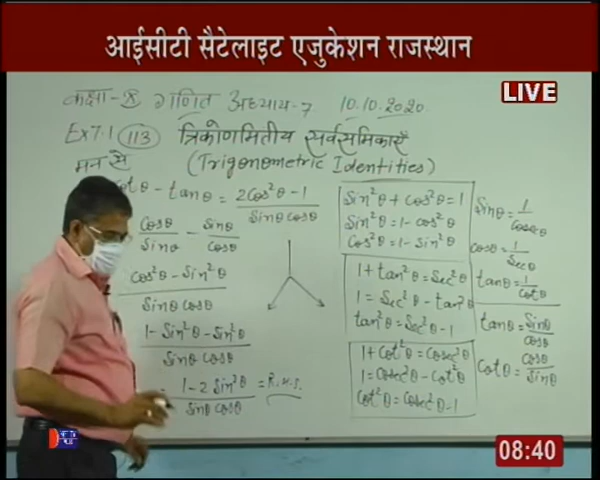 आईसीटी सैटेलाइट एजुकेशन राजस्थान
LIVE
कक्षा-X गणित अध्याय-7 10.10.2020
Ex7.1 113 त्रिकोणमितीय सर्वसमिकाएँ
मन से (Trigonometric Identities)
cotθ - tanθ = 2Cos²θ - 1 / Sinθ Cosθ
Cosθ / Sinθ - Sinθ / Cosθ
Cos²θ - Sin²θ / Sinθ Cosθ
1 - Sin²θ - Sin²θ / Sinθ Cosθ
= 1 - 2 Sin²θ / Sinθ Cosθ = R.H.S.
Sin²θ + Cos²θ = 1
Sin²θ = 1 - Cos²θ
Cos²θ = 1 - Sin²θ
1 + tan²θ = Sec²θ
1 = Sec²θ - tan²θ
tan²θ = Sec²θ - 1
1 + Cot²θ = Cosec²θ
1 = Cosec²θ - Cot²θ
Cot²θ = Cosec²θ - 1
Sinθ = 1 / Cosecθ
Cosθ = 1 / Secθ
tanθ = 1 / Cotθ
tanθ = Sinθ / Cosθ
Cotθ = Cosθ / Sinθ
08:40